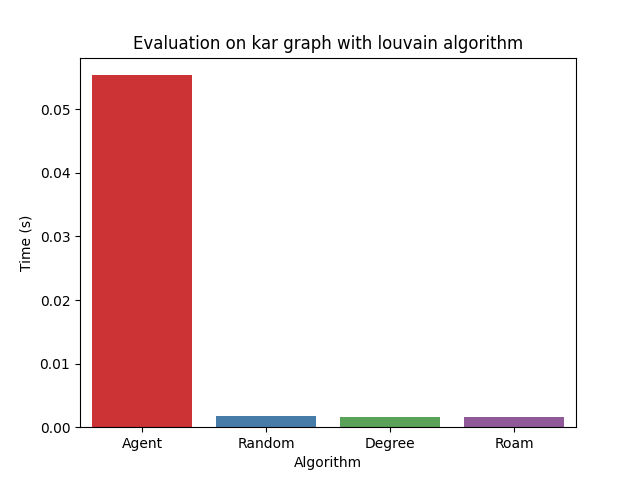 Evaluation on kar graph with louvain algorithm
0.05
0.04
0.03
0.02
0.01
0.00
Time (s)
Agent Random Degree Roam
Algorithm